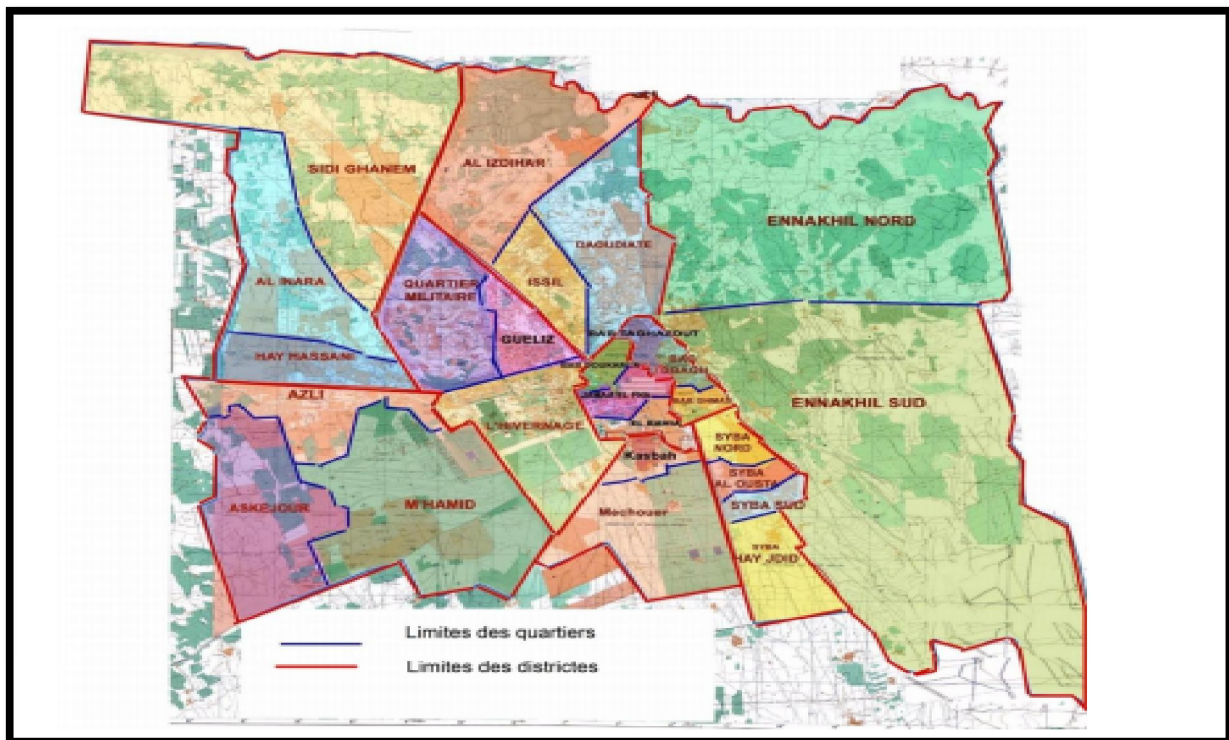 SIDI GHANEM
AL IZDIHAR
ENNAKHIL NORD
DAOUDIATE
AL INARA
QUARTIER
MILITAIRE
ISSIL
GUELIZ
HAY HASSANI
AZLI
ENNAKHIL SUD
L'HIVERNAGE
SYBA
NORD
Kasbah
SYBA
AL OUSTA
M'HAMID
ASKEJOUR
Mechouer
SYBA SUD
SYBA
HAY JDID
Limites des quartiers
Limites des districtes